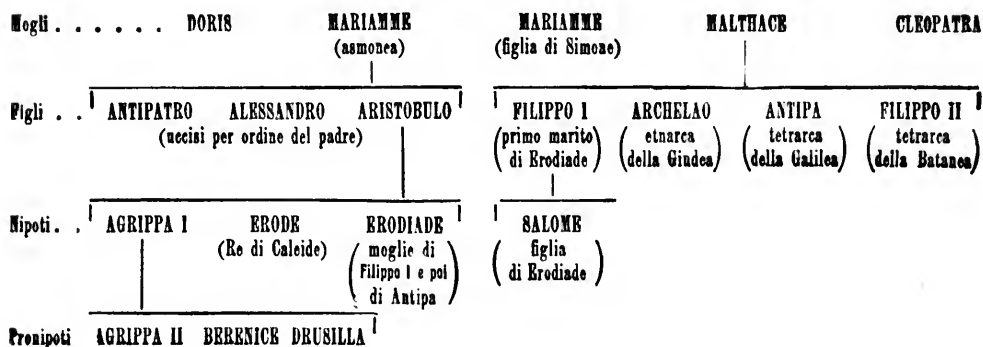 Mogli . . . . . . DORIS MARIAMME MARIAMME MALTHACE CLEOPATRA
(asmonea) (figlia di Simone)
Figli . . ANTIPATRO ALESSANDRO ARISTOBULO FILIPPO I ARCHELAO ANTIPA FILIPPO II
(uccisi per ordine del padre) (primo marito) etnarca tetrarca tetrarca
(di Erodiade) (della Giudea) (della Galilea) (della Batanea)
Nipoti . . AGRIPPA I ERODE ERODIADE SALOME
(Re di Calcide) moglie di figlia
Filippo I e poi di Erodiade
di Antipa
Pronipoti AGRIPPA II BERENICE DRUSILLA